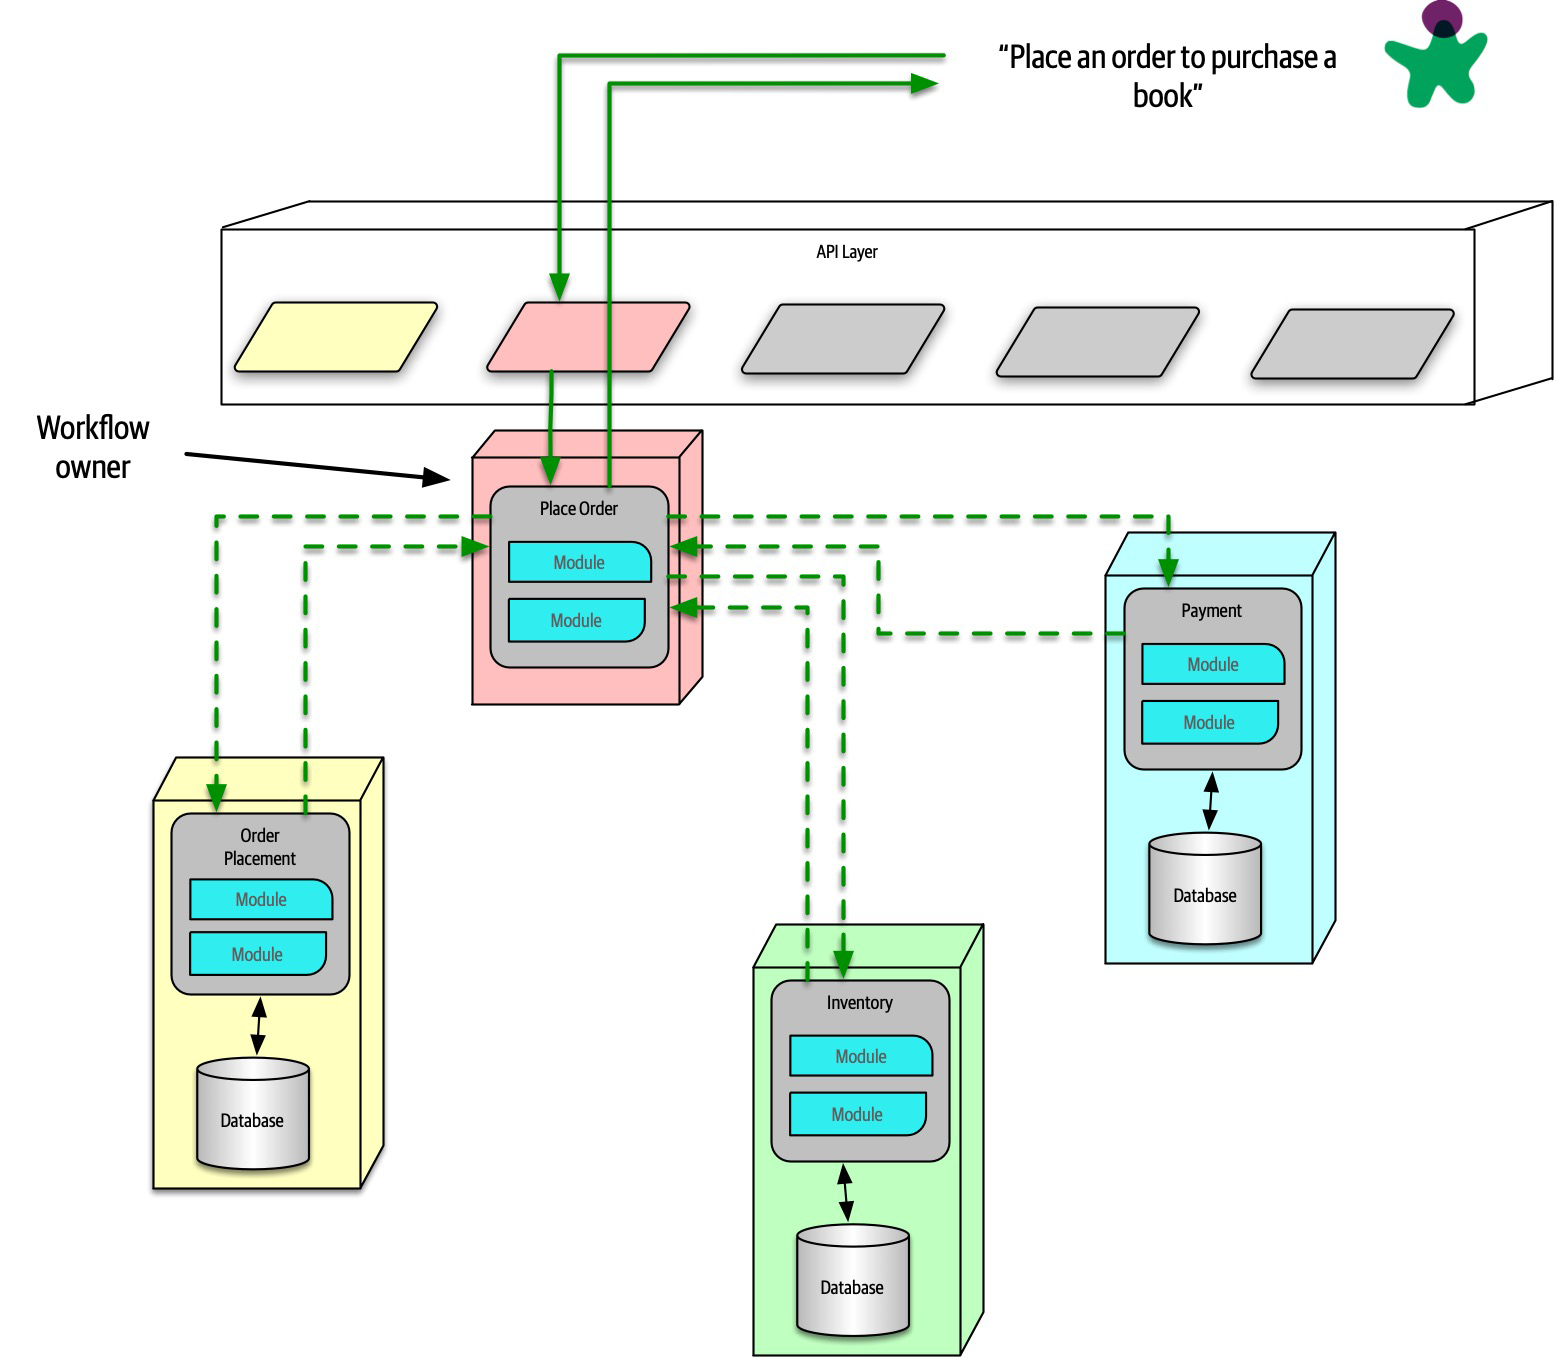 “Place an order to purchase a
book”
API Layer
Workflow
owner
Place Order
Module
Module
Payment
Module
Module
Database
Order
Placement
Module
Module
Database
Inventory
Module
Module
Database